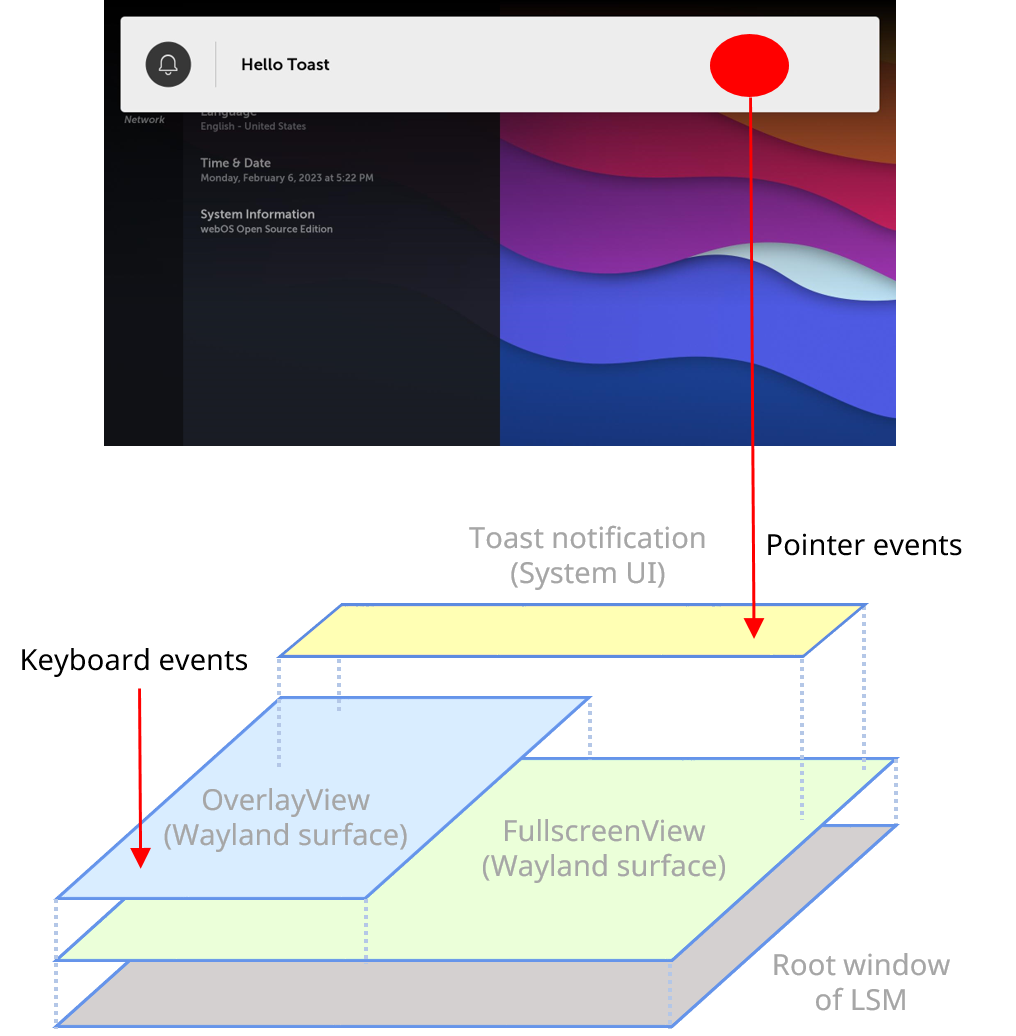 Hello Toast
Language
English - United States
Network
Time & Date
Monday, February 6, 2023 at 5:22 PM
System Information
webOS Open Source Edition
Toast notification
(System UI)
Pointer events
Keyboard events
OverlayView
(Wayland surface)
FullscreenView
(Wayland surface)
Root window
of LSM